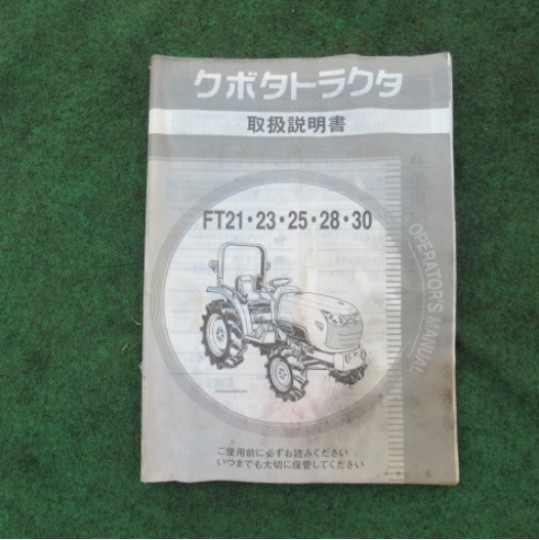 クボタトラクタ
取扱説明書
FT21・23・25・28・30
OPERATOR'S MANUAL
ご使用前に必ずお読みください
いつまでも大切に保管してください